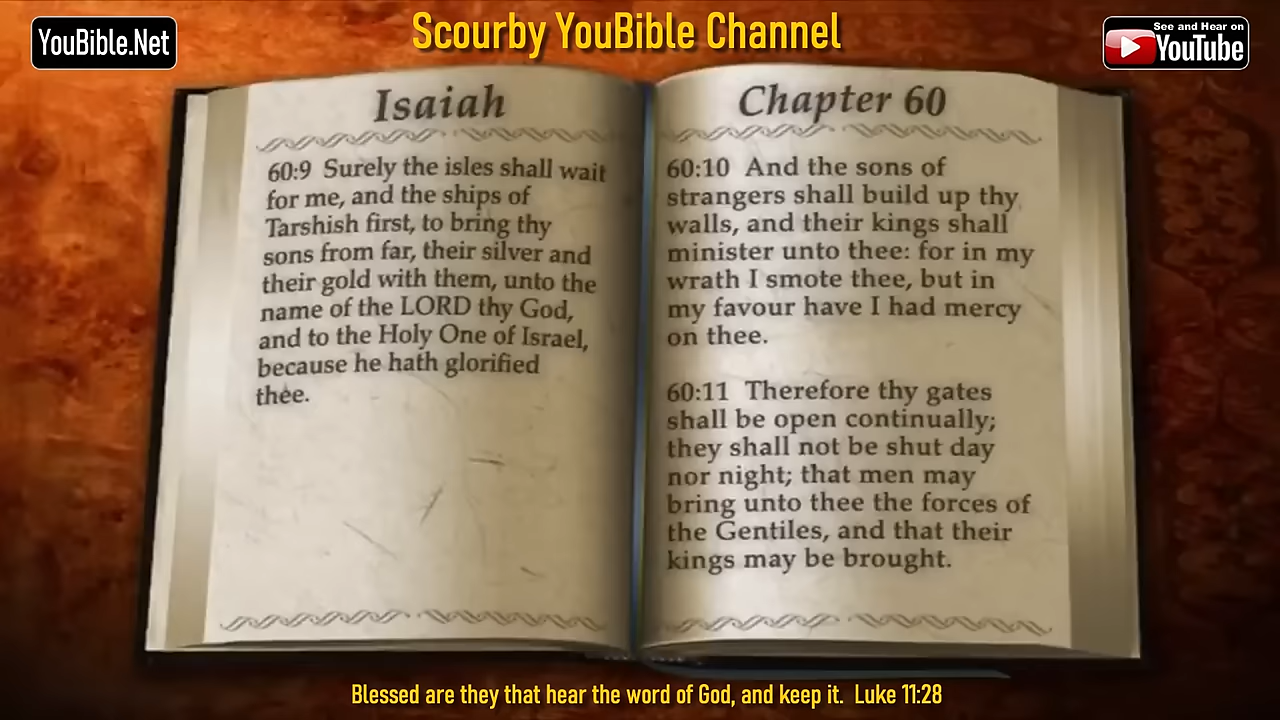 YouBible.Net
Scourby YouBible Channel
See and Hear on
YouTube
Isaiah
60:9 Surely the isles shall wait
for me, and the ships of
Tarshish first, to bring thy
sons from far, their silver and
their gold with them, unto the
name of the LORD thy God,
and to the Holy One of Israel,
because he hath glorified
thee.
Chapter 60
60:10 And the sons of
strangers shall build up thy
walls, and their kings shall
minister unto thee: for in my
wrath I smote thee, but in
my favour have I had mercy
on thee.
60:11 Therefore thy gates
shall be open continually;
they shall not be shut day
nor night; that men may
bring unto thee the forces of
the Gentiles, and that their
kings may be brought.
Blessed are they that hear the word of God, and keep it. Luke 11:28